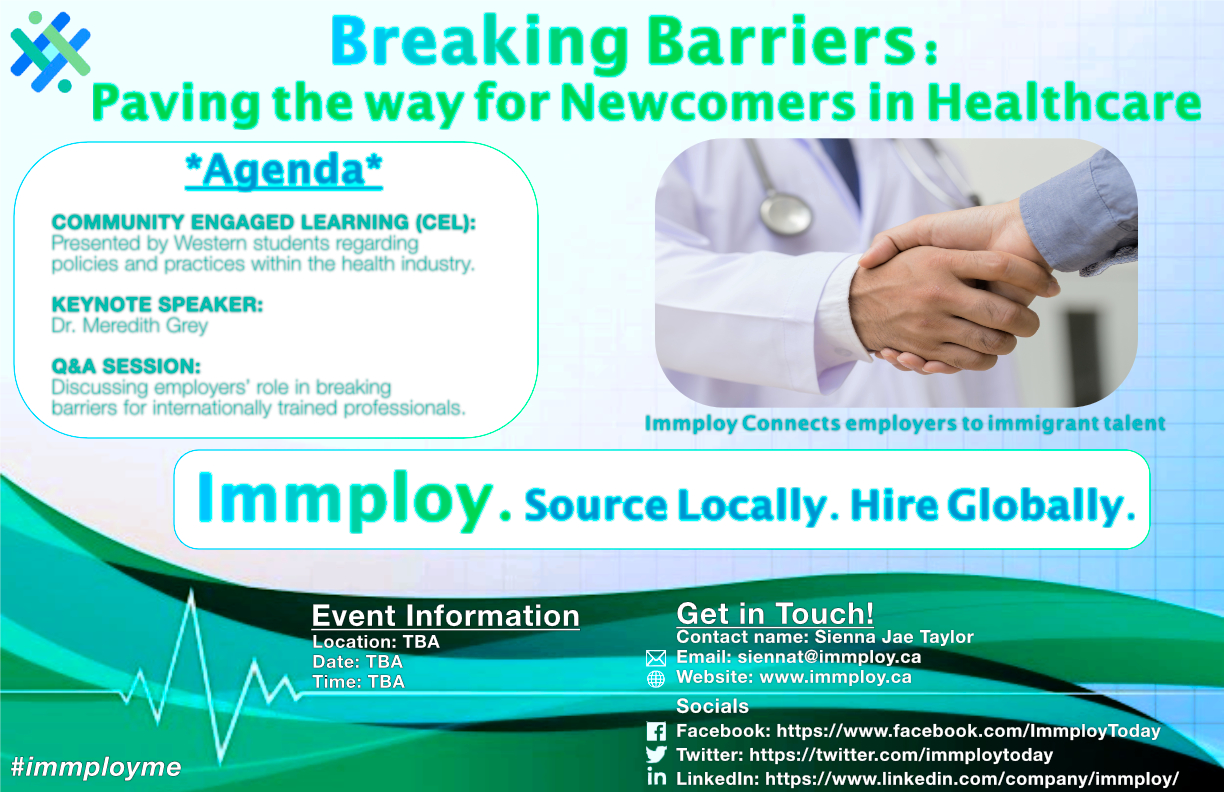 Breaking Barriers:
Paving the way for Newcomers in Healthcare
*Agenda*
COMMUNITY ENGAGED LEARNING (CEL):
Presented by Western students regarding
policies and practices within the health industry.
KEYNOTE SPEAKER:
Dr. Meredith Grey
Q&A SESSION:
Discussing employers' role in breaking
barriers for internationally trained professionals.
Immploy Connects employers to immigrant talent
Immploy. Source Locally. Hire Globally.
Event Information
Location: TBA
Date: TBA
Time: TBA
Get in Touch!
Contact name: Sienna Jae Taylor
Email: siennat@immploy.ca
Website: www.immploy.ca
Socials
Facebook: https://www.facebook.com/ImmployToday
Twitter: https://twitter.com/immploytoday
LinkedIn: https://www.linkedin.com/company/immploy/
#immployme